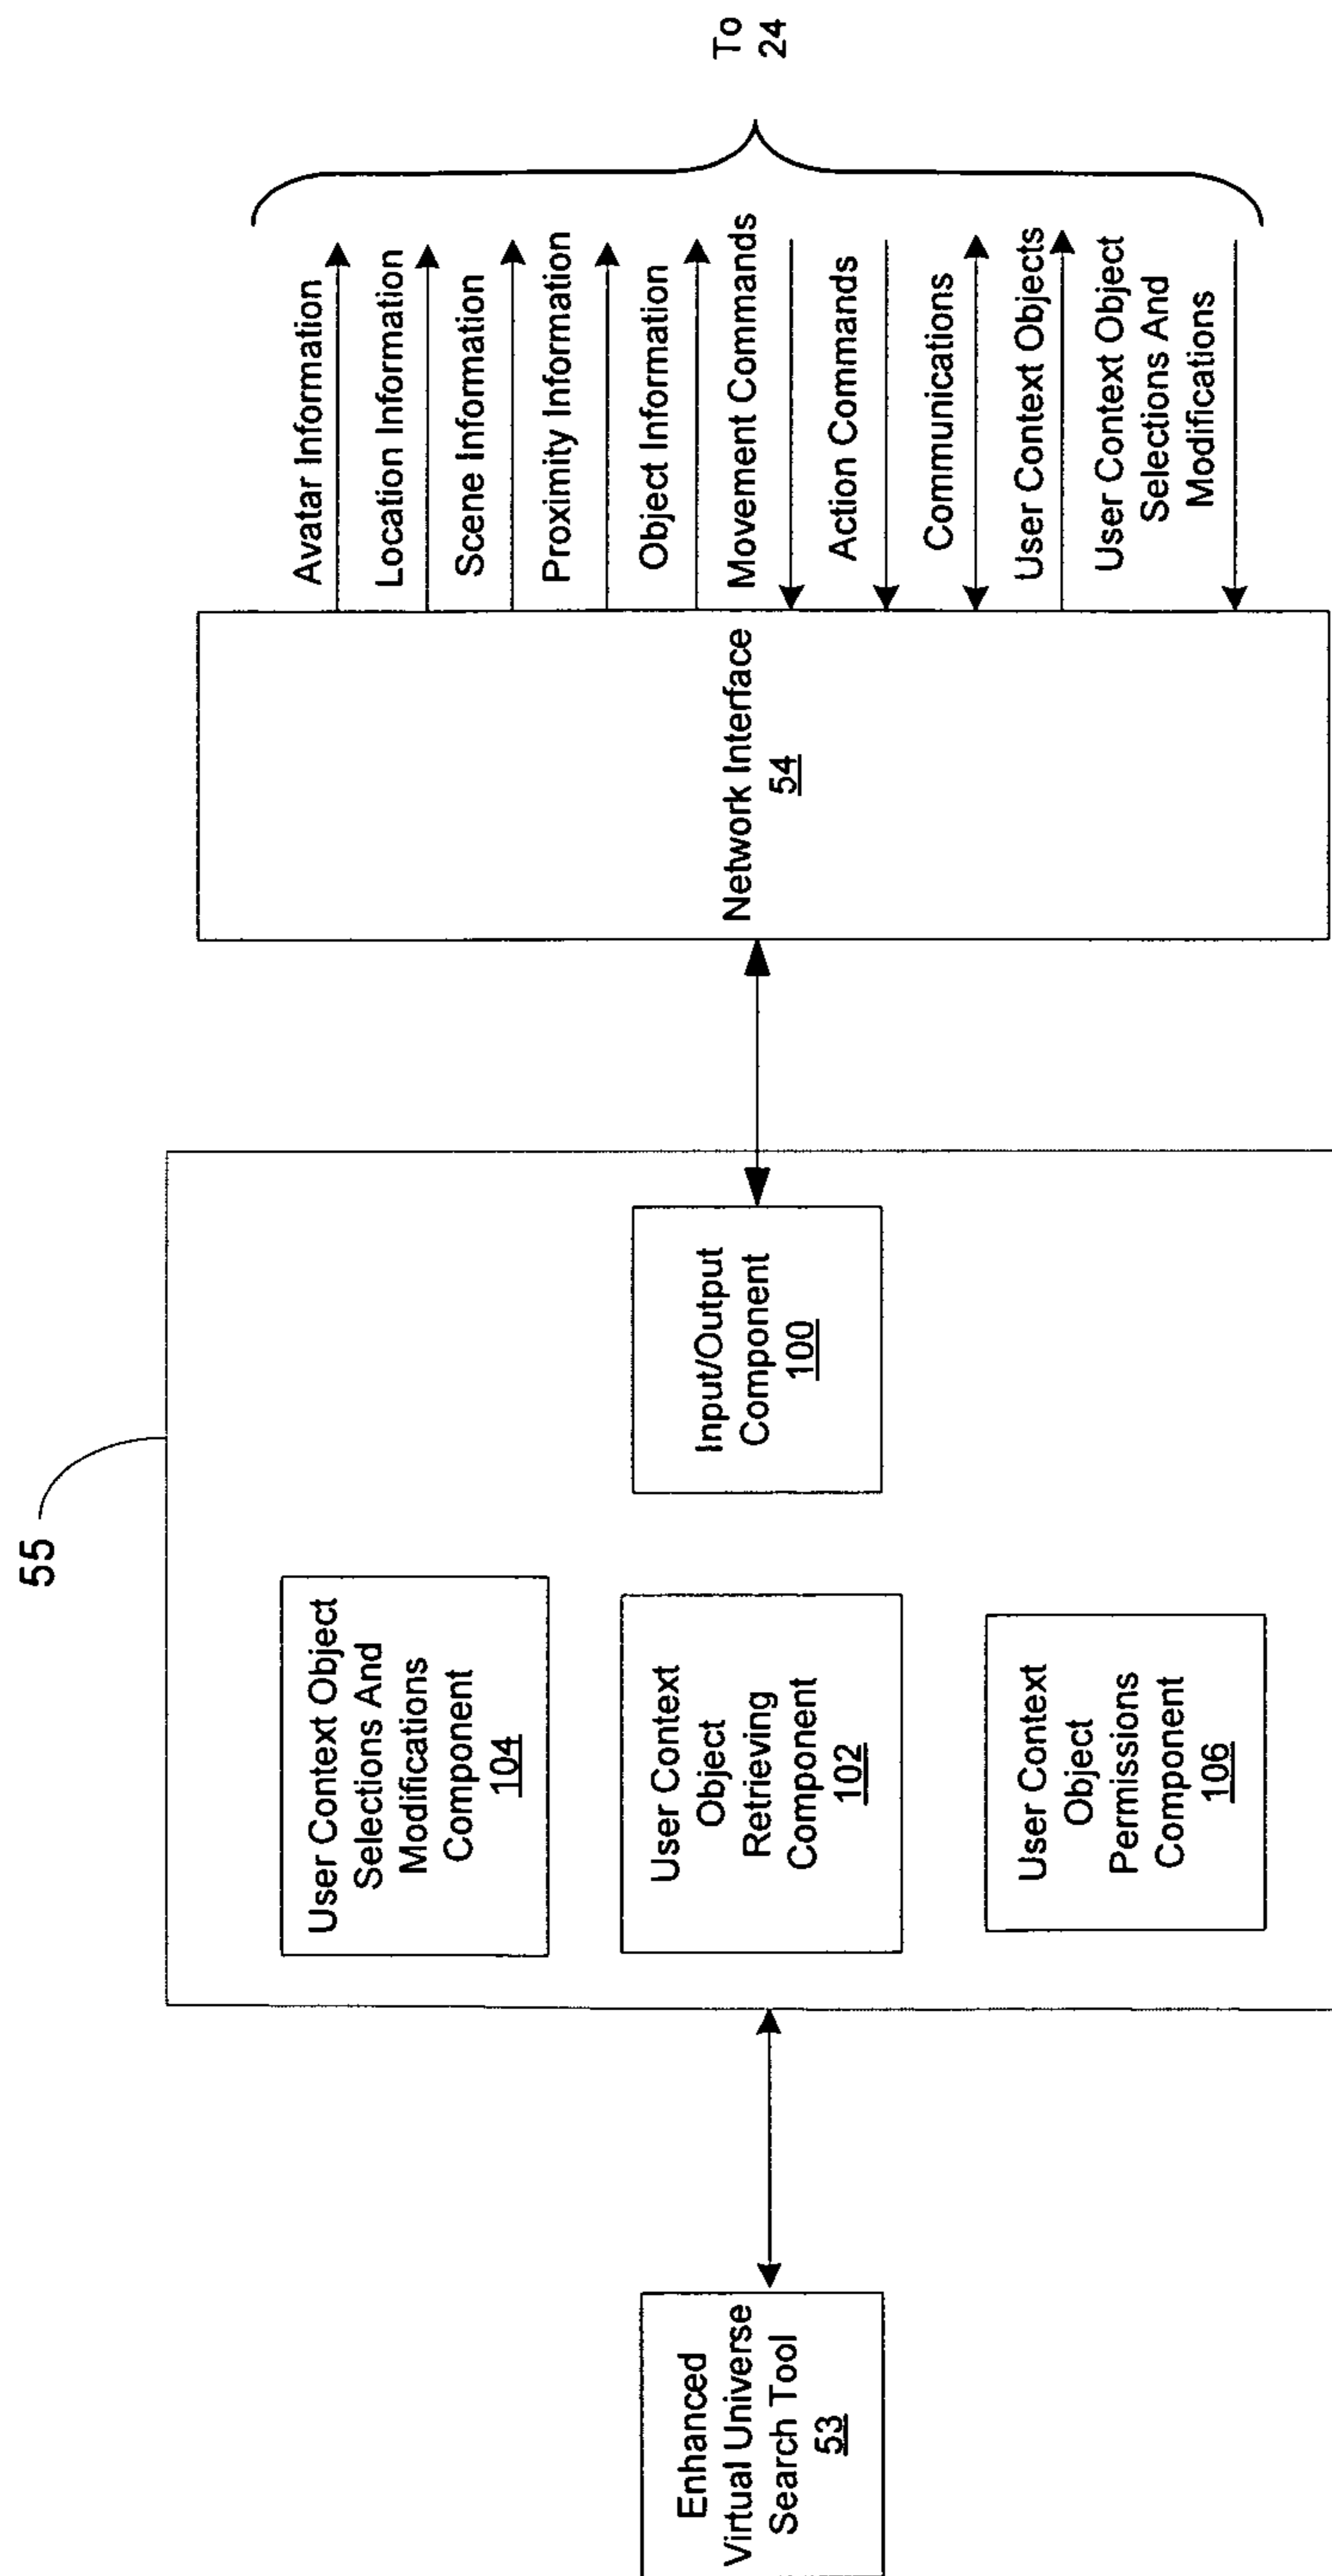 55
Enhanced
Virtual Universe
Search Tool
53
User Context Object
Selections And
Modifications
Component
104
User Context
Object
Retrieving
Component
102
User Context
Object
Permissions
Component
106
Input/Output
Component
100
Network Interface
54
Avatar Information
Location Information
Scene Information
Proximity Information
Object Information
Movement Commands
Action Commands
Communications
User Context Objects
User Context Object
Selections And
Modifications
To
24